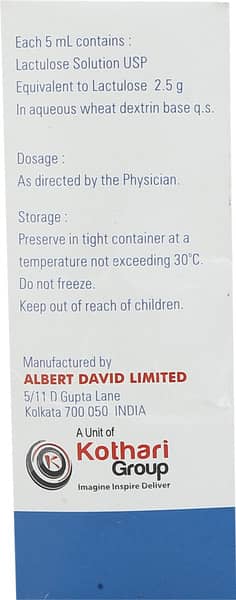 Each 5 mL contains :
Lactulose Solution USP
Equivalent to Lactulose 2.5 g
In aqueous wheat dextrin base q.s.
Dosage :
As directed by the Physician.
Storage :
Preserve in tight container at a
temperature not exceeding 30°C.
Do not freeze.
Keep out of reach of children.
Manufactured by
ALBERT DAVID LIMITED
5/11 D Gupta Lane
Kolkata 700 050 INDIA
A Unit of
Kothari
Group
Imagine Inspire Deliver